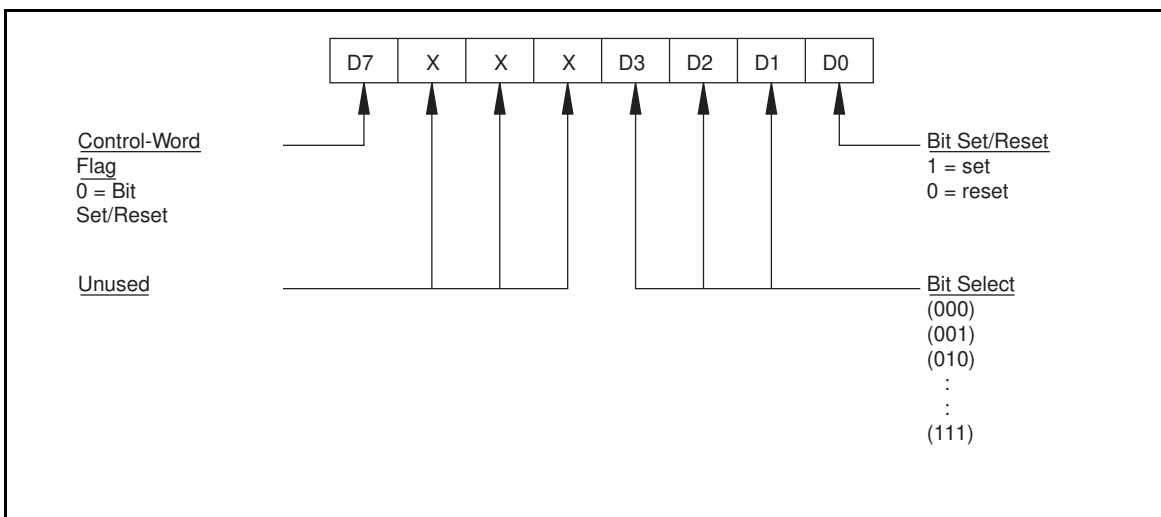 D7 X X X D3 D2 D1 D0
Control-Word
Flag
0 = Bit
Set/Reset
Bit Set/Reset
1 = set
0 = reset
Unused
Bit Select
(000)
(001)
(010)
:
:
(111)